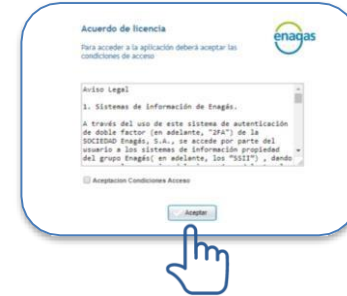 Acuerdo de licencia
enagas
Para acceder a la aplicación deberá aceptar las
condiciones de acceso
Aviso Legal
1. Sistemas de información de Enagás.
A través del uso de este sistema de autenticación
de doble factor (en adelante, "2FA") de la
SOCIEDAD Enagás, S.A., se accede por parte del
usuario a los sistemas de información propiedad
del grupo Enagás( en adelante, los "SSII") , dando
Aceptacion Condiciones Acceso
Aceptar